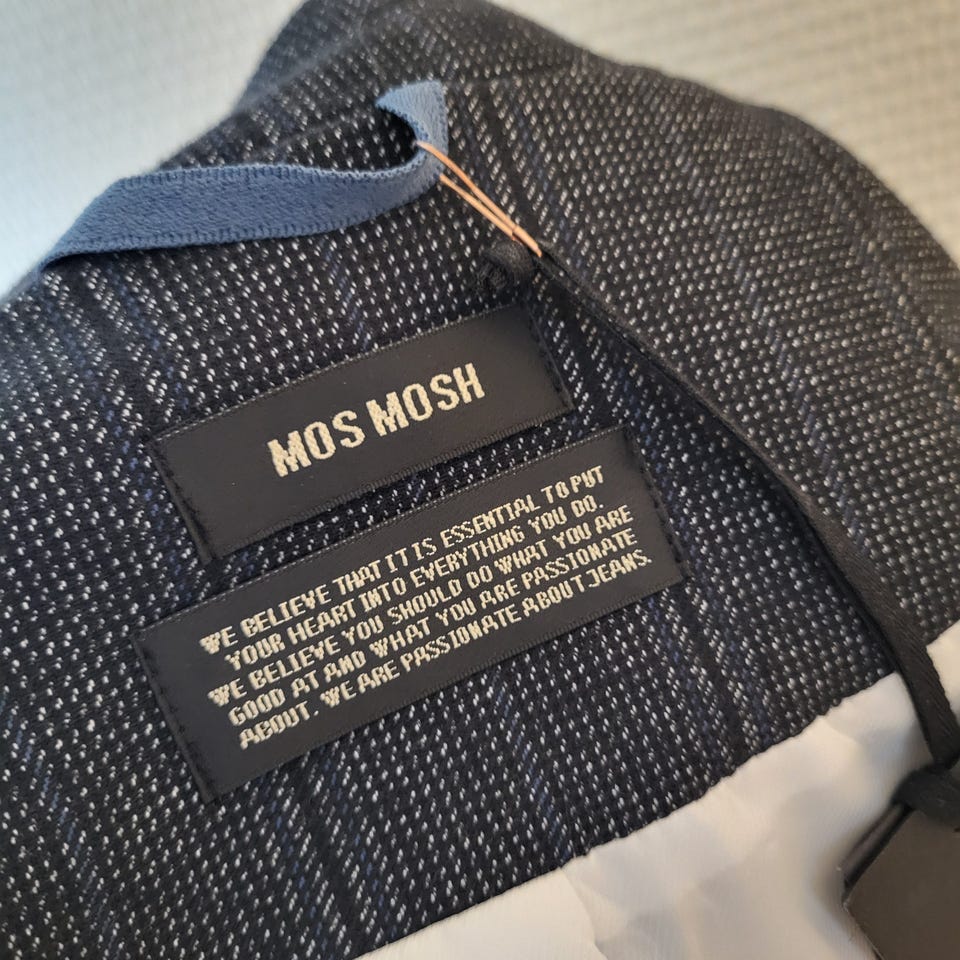 MOS MOSH
WE BELIEVE THAT IT IS ESSENTIAL TO PUT
YOUR HEART INTO EVERYTHING YOU DO.
WE BELIEVE YOU SHOULD DO WHAT YOU ARE
GOOD AT AND WHAT YOU ARE PASSIONATE
ABOUT. WE ARE PASSIONATE ABOUT JEANS.